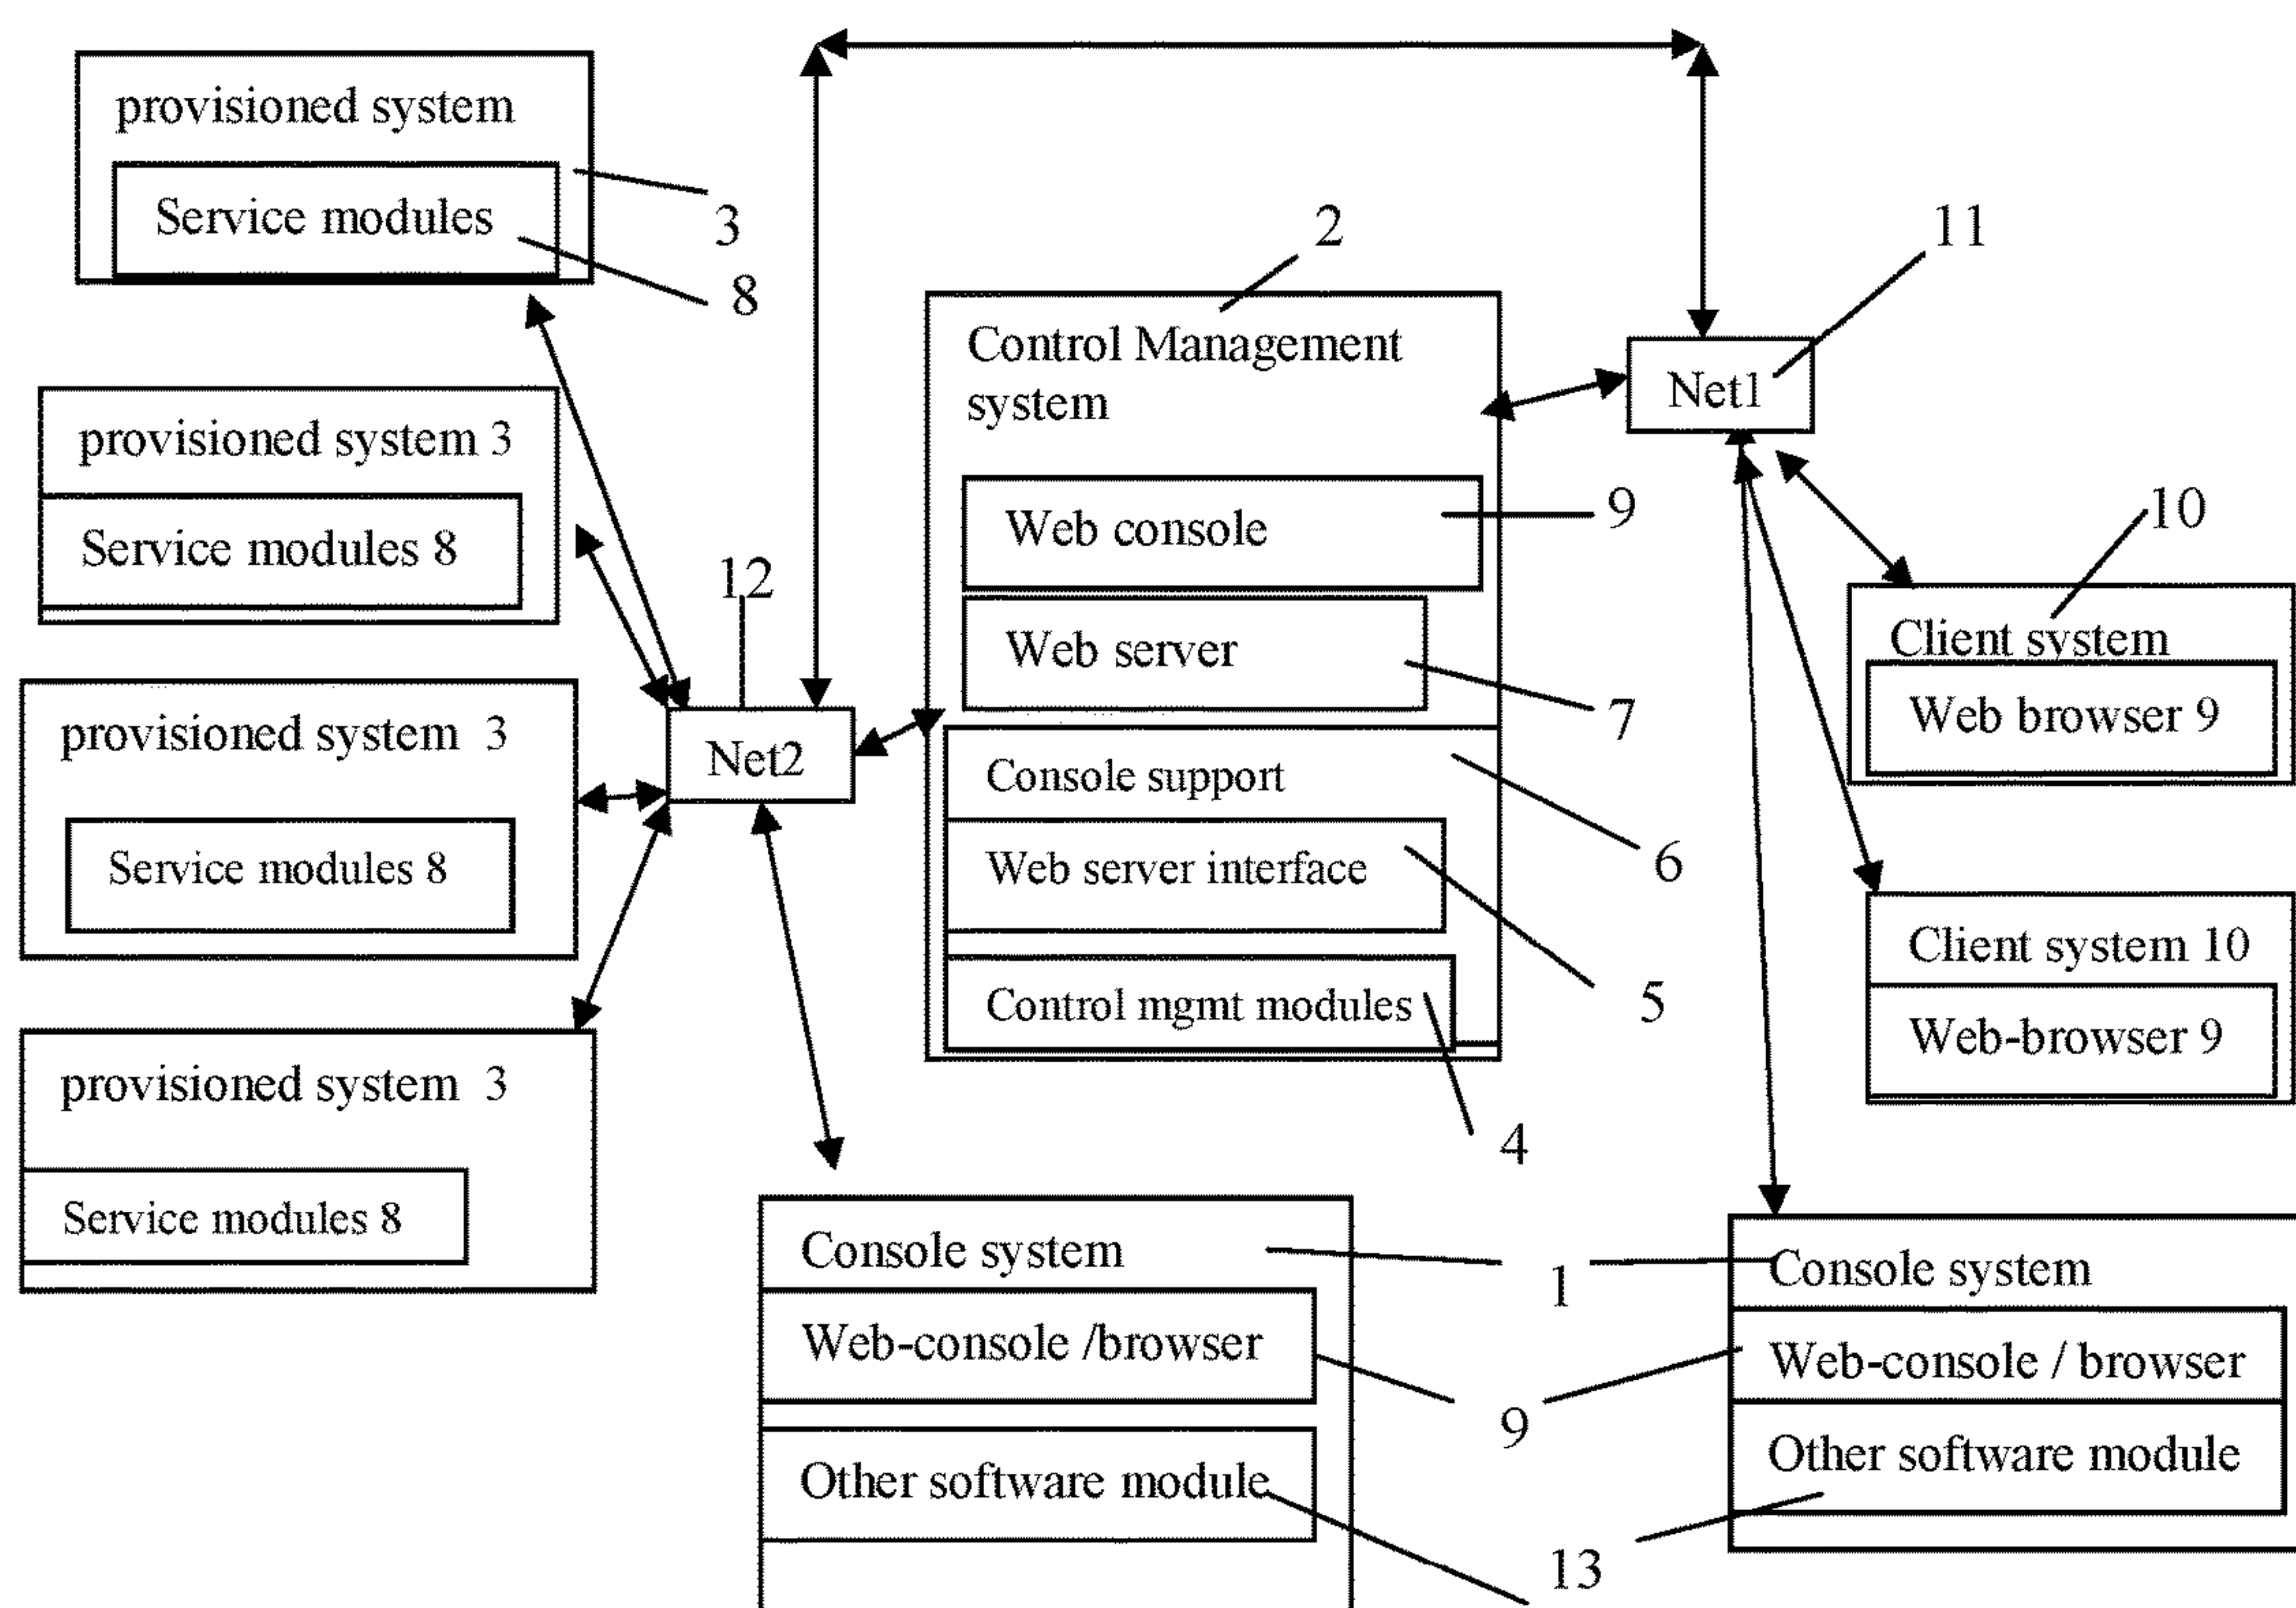 provisioned system
Service modules
3
8
provisioned system 3
Service modules 8
provisioned system 3
Service modules 8
provisioned system 3
Service modules 8
12
Net2
2
Control Management
system
Web console
9
Web server
7
Console support
6
Web server interface
5
Control mgmt modules
4
11
Net1
10
Client system
Web browser 9
Client system 10
Web-browser 9
Console system
1
Web-console /browser
9
Other software module
13
Console system
Web-console / browser
Other software module